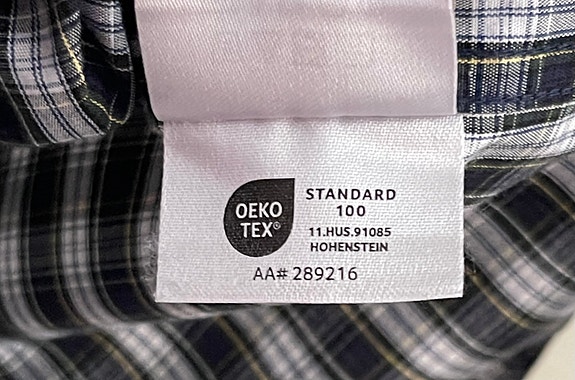 OEKO
TEX®
STANDARD
100
11.HUS.91085
HOHENSTEIN
AA# 289216